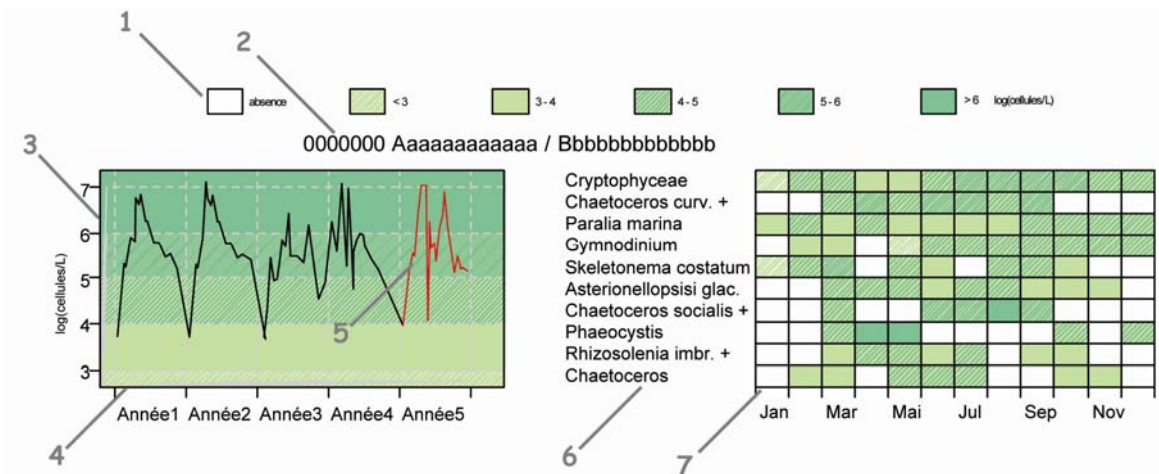 1
2
absence < 3 3 - 4 4 - 5 5 - 6 > 6 log(cellules/L)
0000000 Aaaaaaaaaaaaa / Bbbbbbbbbbbbbb
3
7
6
5
4
3
log(cellules/L)
5
Année1 Année2 Année3 Année4 Année5
4
Cryptophyceae
Chaetoceros curv. +
Paralia marina
Gymnodinium
Skeletonema costatum
Asterionellopsisi glac.
Chaetoceros socialis +
Phaeocystis
Rhizosolenia imbr. +
Chaetoceros
Jan Mar Mai Jul Sep Nov
6
7